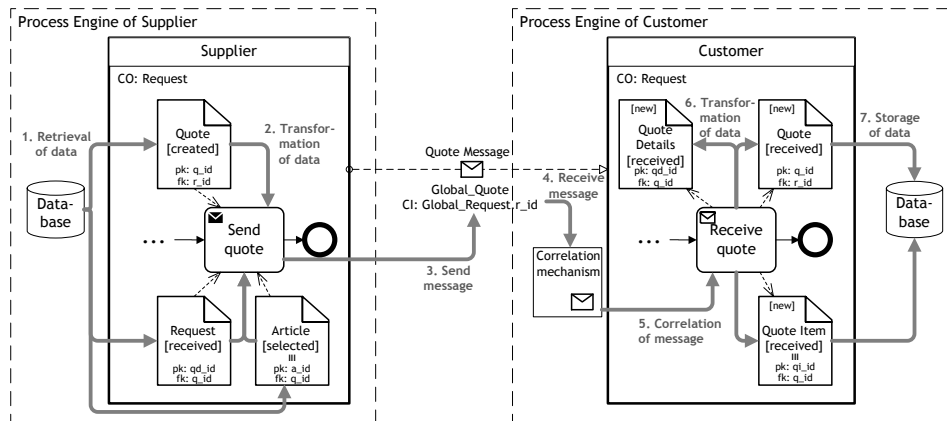 Process Engine of Supplier
Supplier
CO: Request
1. Retrieval
of data
Quote
[created]
pk: q_id
fk: r_id
2. Transfor-
mation
of data
Data-
base
...
Send
quote
Request
[received]
pk: qd_id
fk: q_id
Article
[selected]
III
pk: a_id
fk: q_id
3. Send
message
Quote Message
Global_Quote
CI: Global_Request.r_id
4. Receive
message
Process Engine of Customer
Customer
CO: Request
Correlation
mechanism
5. Correlation
of message
[new]
Quote
Details
[received]
pk: qd_id
fk: q_id
6. Transfor-
mation
of data
[new]
Quote
[received]
pk: q_id
fk: r_id
7. Storage
of data
...
Receive
quote
Data-
base
[new]
Quote Item
[received]
III
pk: qi_id
fk: q_id